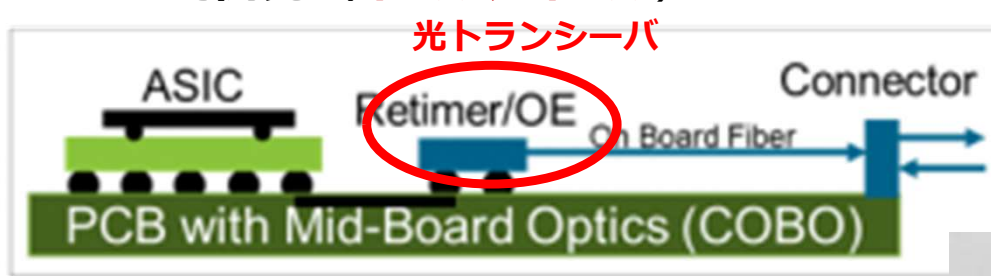 光トランシーバ
ASIC
Retimer/OE
Connector
On Board Fiber
PCB with Mid-Board Optics (COBO)